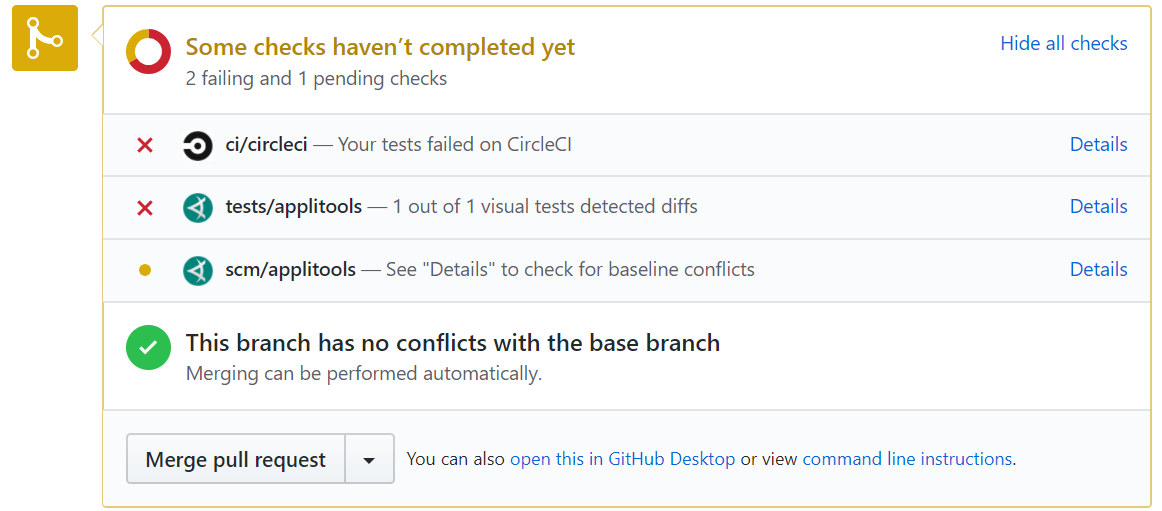 Some checks haven’t completed yet
Hide all checks
2 failing and 1 pending checks
ci/circleci — Your tests failed on CircleCI
Details
tests/applitools — 1 out of 1 visual tests detected diffs
Details
scm/applitools — See "Details" to check for baseline conflicts
Details
This branch has no conflicts with the base branch
Merging can be performed automatically.
Merge pull request
You can also open this in GitHub Desktop or view command line instructions.